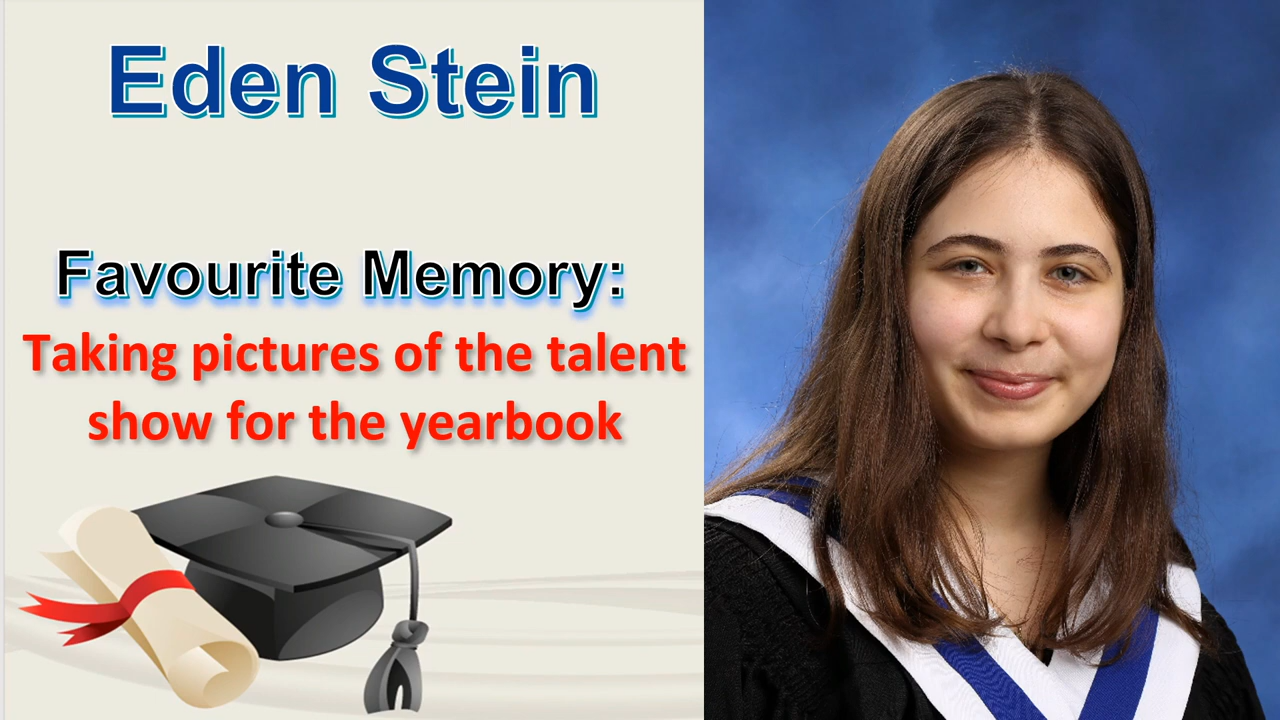 Eden Stein
Favourite Memory:
Taking pictures of the talent
show for the yearbook